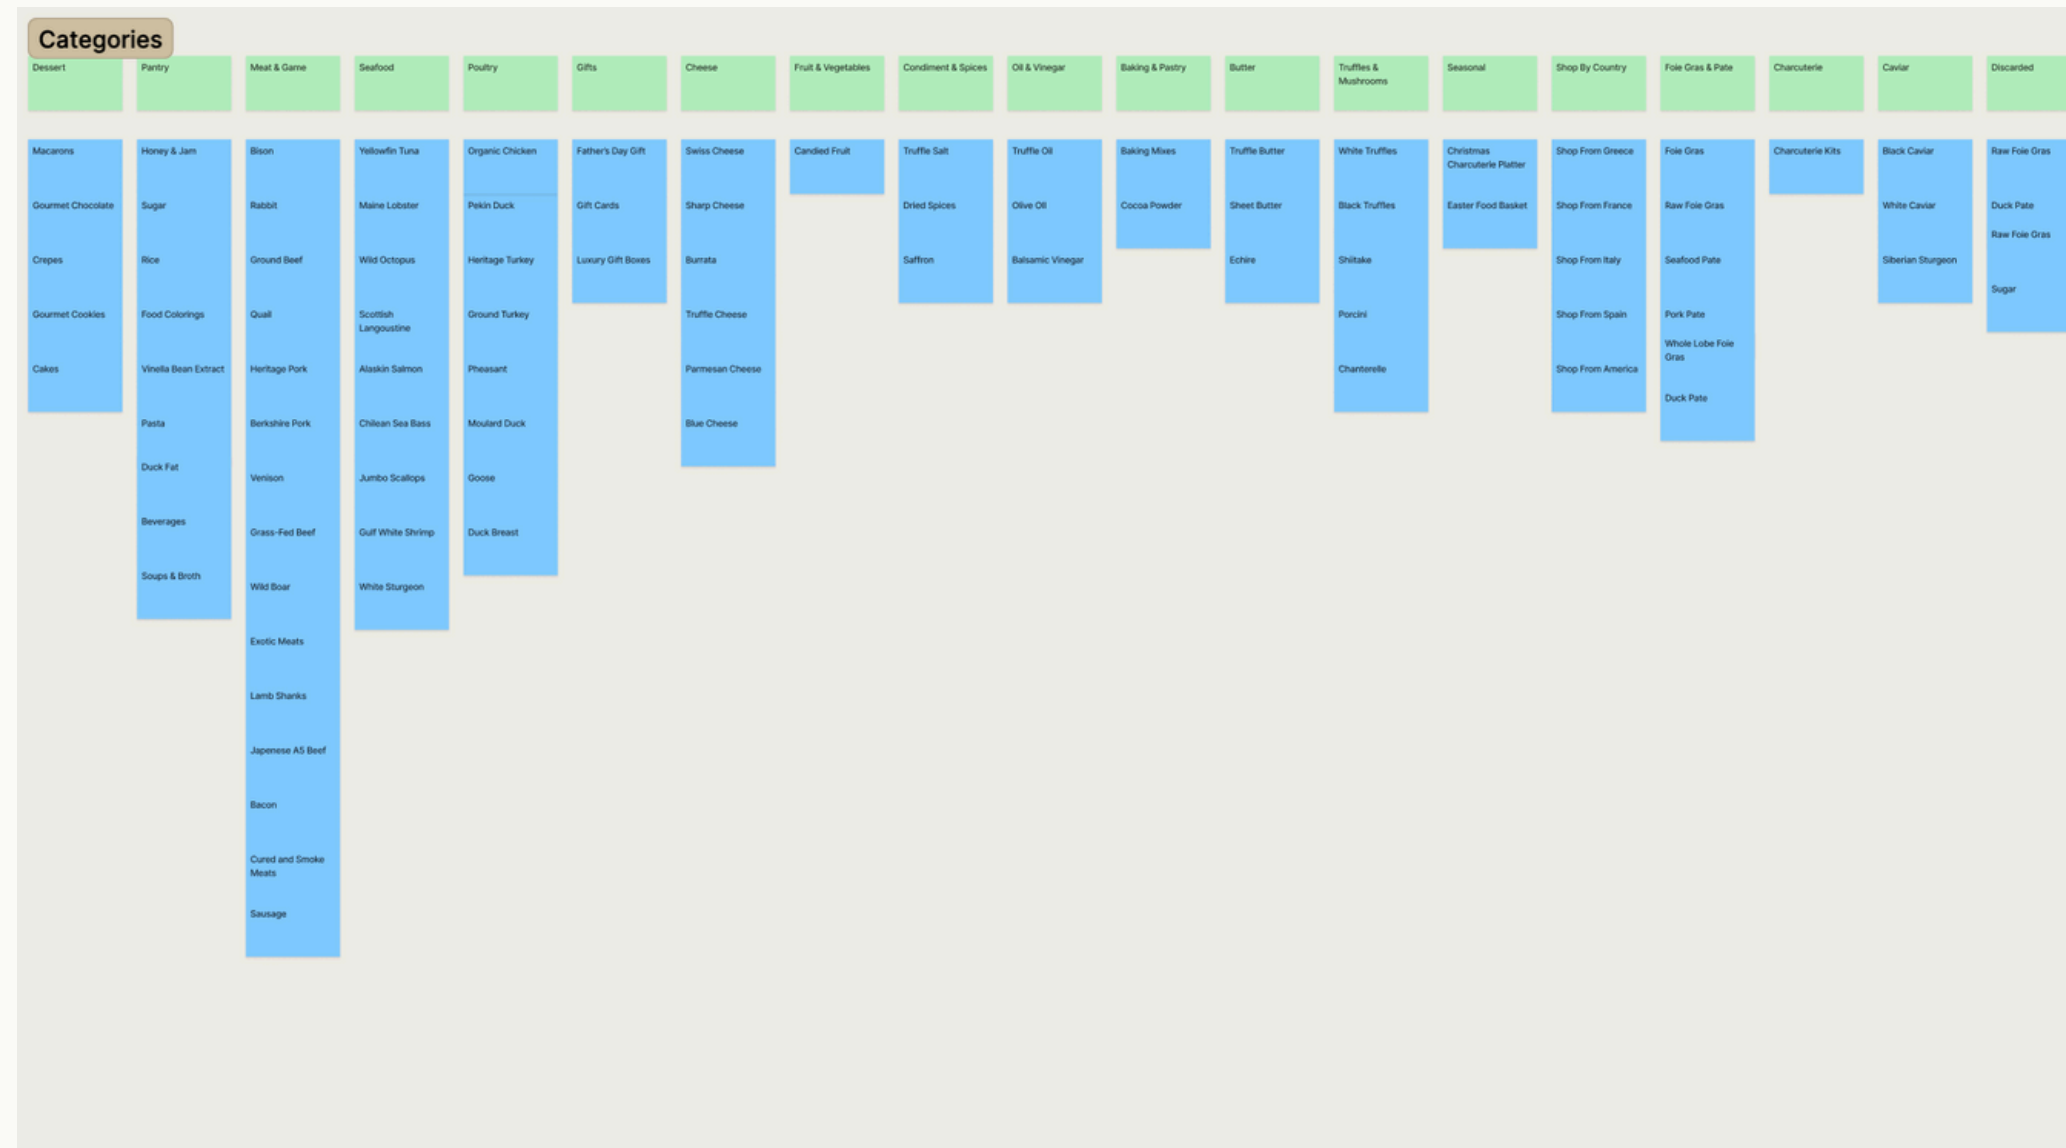 Categories
Dessert
Pantry
Meat & Game
Seafood
Poultry
Gifts
Cheese
Fruit & Vegetables
Condiment & Spices
Oil & Vinegar
Baking & Pastry
Butter
Truffles &
Mushrooms
Seasonal
Shop By Country
Foie Gras & Pate
Charcuterie
Caviar
Discarded
Macarons
Gourmet Chocolate
Crepes
Gourmet Cookies
Cakes
Honey & Jam
Sugar
Rice
Food Colorings
Vinella Bean Extract
Pasta
Duck Fat
Beverages
Soups & Broth
Bison
Rabbit
Ground Beef
Quail
Heritage Pork
Berkshire Pork
Venison
Grass-Fed Beef
Wild Boar
Exotic Meats
Lamb Shanks
Japenese A5 Beef
Bacon
Cured and Smoke
Meats
Sausage
Yellowfin Tuna
Maine Lobster
Wild Octopus
Scottish
Langoustine
Alaskin Salmon
Chilean Sea Bass
Jumbo Scallops
Gulf White Shrimp
White Sturgeon
Organic Chicken
Pekin Duck
Heritage Turkey
Ground Turkey
Pheasant
Moulard Duck
Goose
Duck Breast
Father's Day Gift
Gift Cards
Luxury Gift Boxes
Swiss Cheese
Sharp Cheese
Burrata
Truffle Cheese
Parmesan Cheese
Blue Cheese
Candied Fruit
Truffle Salt
Dried Spices
Saffron
Truffle Oil
Olive Oil
Balsamic Vinegar
Baking Mixes
Cocoa Powder
Truffle Butter
Sheet Butter
Echire
White Truffles
Black Truffles
Shiitake
Porcini
Chanterelle
Christmas
Charcuterie Platter
Easter Food Basket
Shop From Greece
Shop From France
Shop From Italy
Shop From Spain
Shop From America
Foie Gras
Raw Foie Gras
Seafood Pate
Pork Pate
Whole Lobe Foie
Gras
Duck Pate
Charcuterie Kits
Black Caviar
White Caviar
Siberian Sturgeon
Raw Foie Gras
Duck Pate
Raw Foie Gras
Sugar